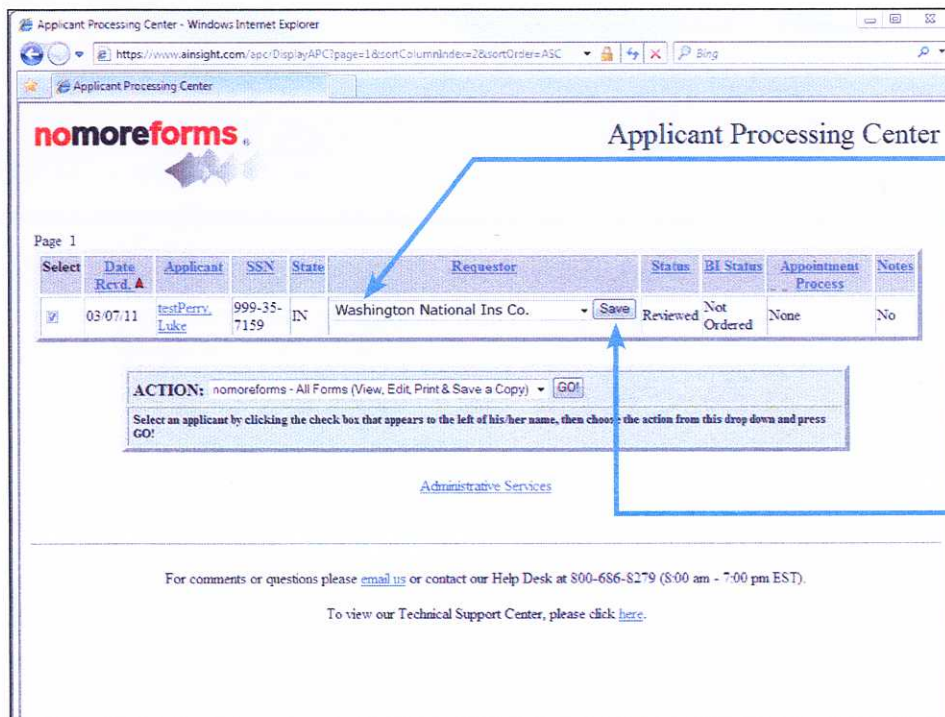 Applicant Processing Center - Windows Internet Explorer
https://www.ainsight.com/apc/DisplayAPC?page=1&sortColumnIndex=2&sortOrder=ASC
Bing
Applicant Processing Center
nomoreforms®
Applicant Processing Center
Page 1
Select Date Rcvd. Applicant SSN State Requestor Status BI Status Appointment Process Notes
03/07/11 testPerry, Luke 999-35-7159 IN Washington National Ins Co. Save Reviewed Not Ordered None No
ACTION: nomoreforms - All Forms (View, Edit, Print & Save a Copy) GO!
Select an applicant by clicking the check box that appears to the left of his/her name, then choose the action from this drop down and press
GO!
Administrative Services
For comments or questions please email us or contact our Help Desk at 800-686-8279 (8:00 am - 7:00 pm EST).
To view our Technical Support Center, please click here.